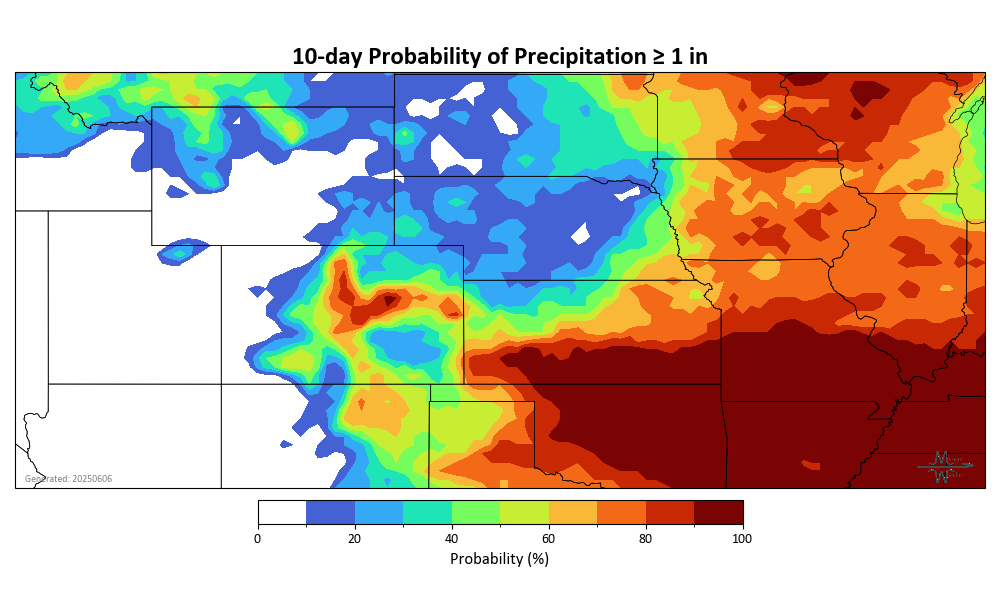 10-day Probability of Precipitation ≥ 1 in
Generated: 20250606
0 20 40 60 80 100
Probability (%)